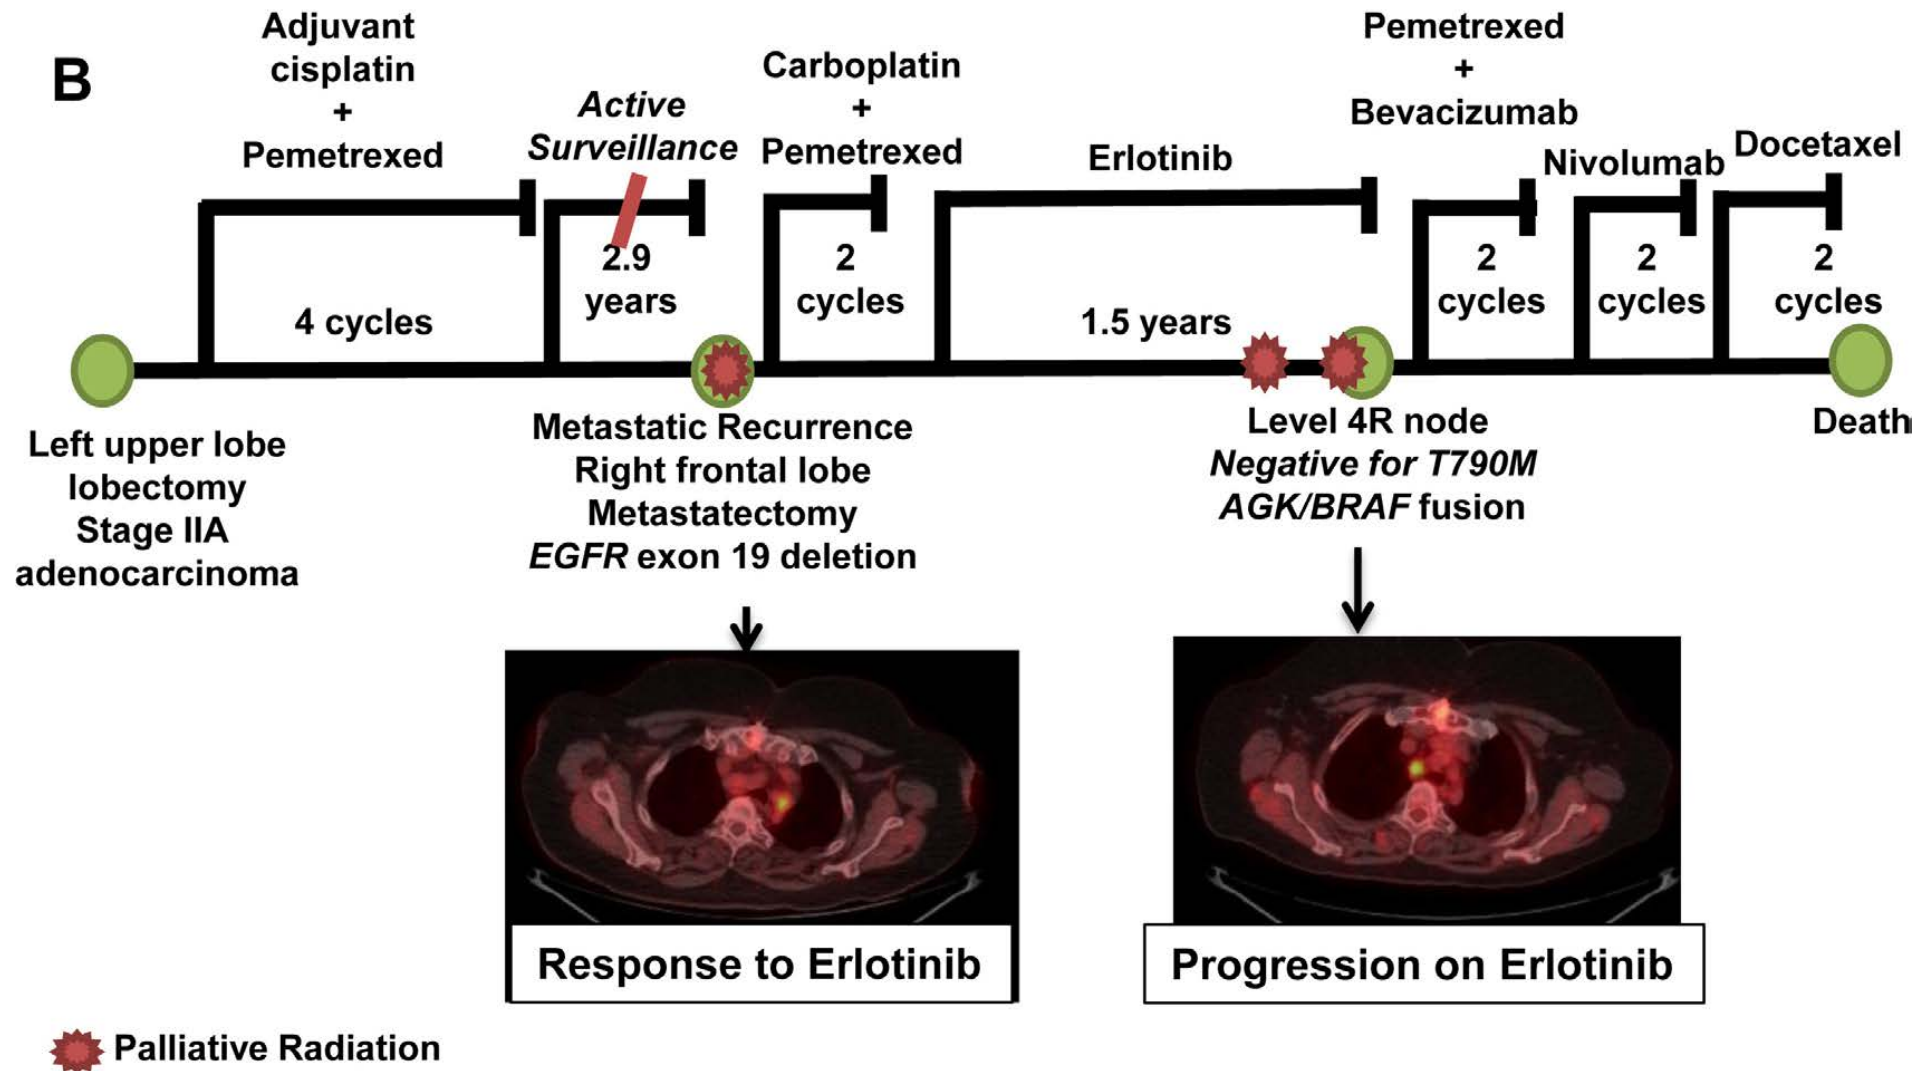 B
Adjuvant
cisplatin
+
Pemetrexed
4 cycles
Active
Surveillance
2.9
years
Carboplatin
+
Pemetrexed
2
cycles
Erlotinib
1.5 years
Pemetrexed
+
Bevacizumab
2
cycles
Nivolumab
2
cycles
Docetaxel
2
cycles
Left upper lobe
lobectomy
Stage IIA
adenocarcinoma
Metastatic Recurrence
Right frontal lobe
Metastatectomy
EGFR exon 19 deletion
Level 4R node
Negative for T790M
AGK/BRAF fusion
Death
Response to Erlotinib
Progression on Erlotinib
Palliative Radiation